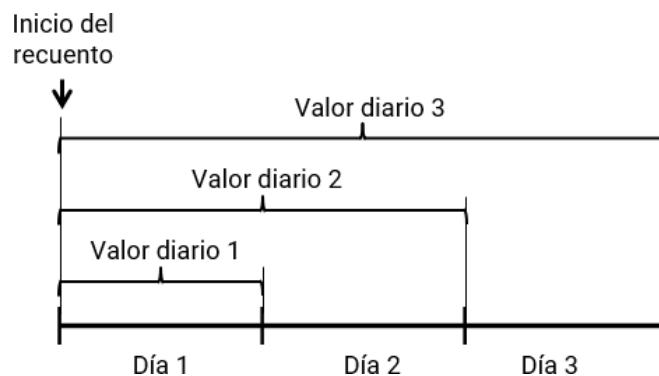 Inicio del
recuento
Valor diario 3
Valor diario 2
Valor diario 1
Día 1
Día 2
Día 3